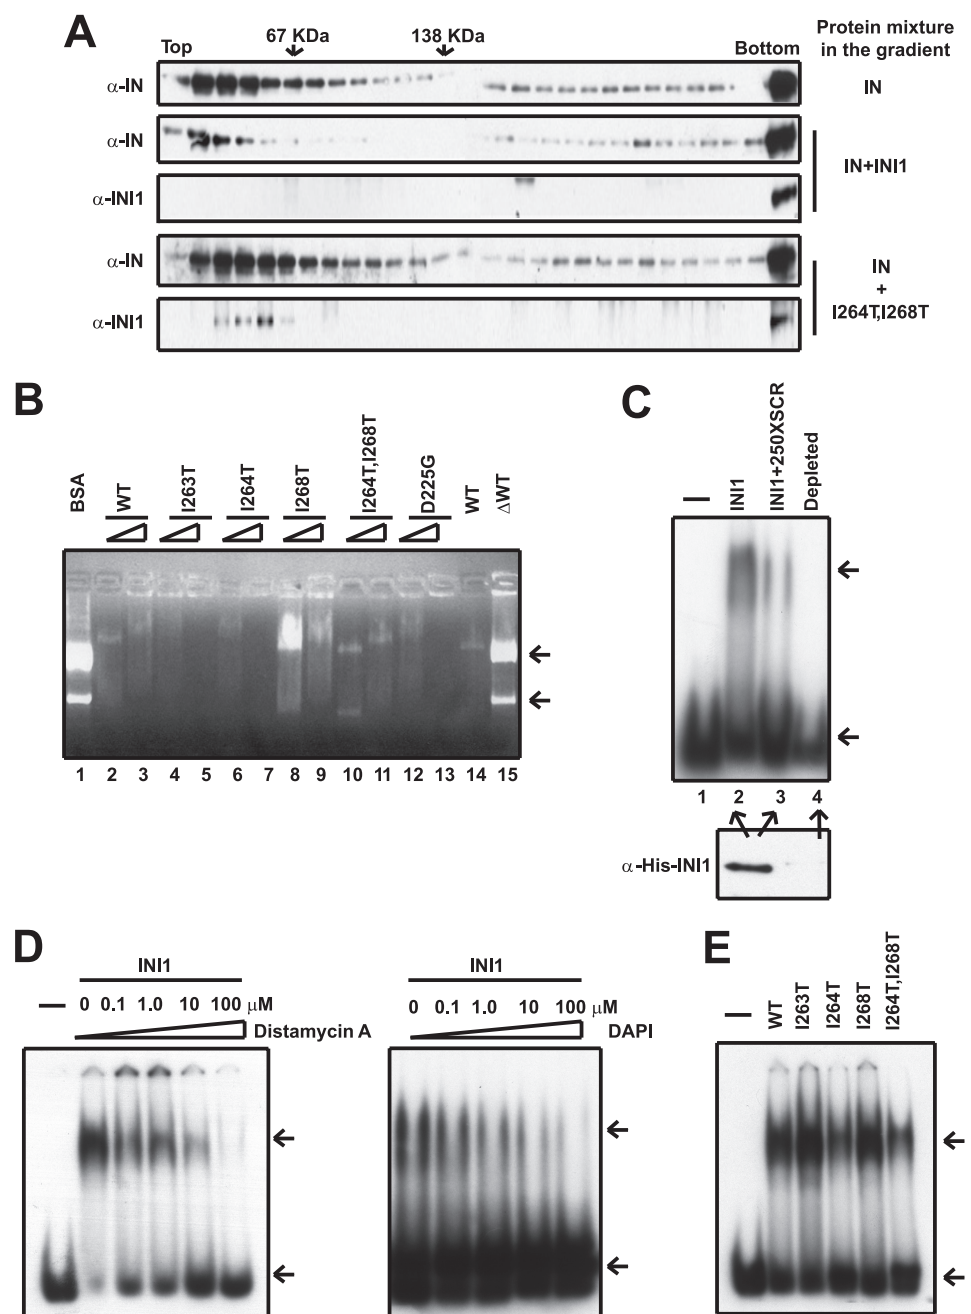 A
Top
67 KDa
138 KDa
Bottom
Protein mixture
in the gradient
α-IN
IN
α-IN
α-INI1
IN+INI1
α-IN
α-INI1
IN
+
I264T,I268T
B
BSA
WT
I263T
I264T
I268T
I264T,I268T
D225G
WT
ΔWT
1 2 3 4 5 6 7 8 9 10 11 12 13 14 15
C
—
INI1
INI1+250XSCR
Depleted
1 2 3 4
α-His-INI1
D
INI1
— 0 0.1 1.0 10 100 μM
Distamycin A
INI1
0 0.1 1.0 10 100 μM
DAPI
E
—
WT
I263T
I264T
I268T
I264T,I268T